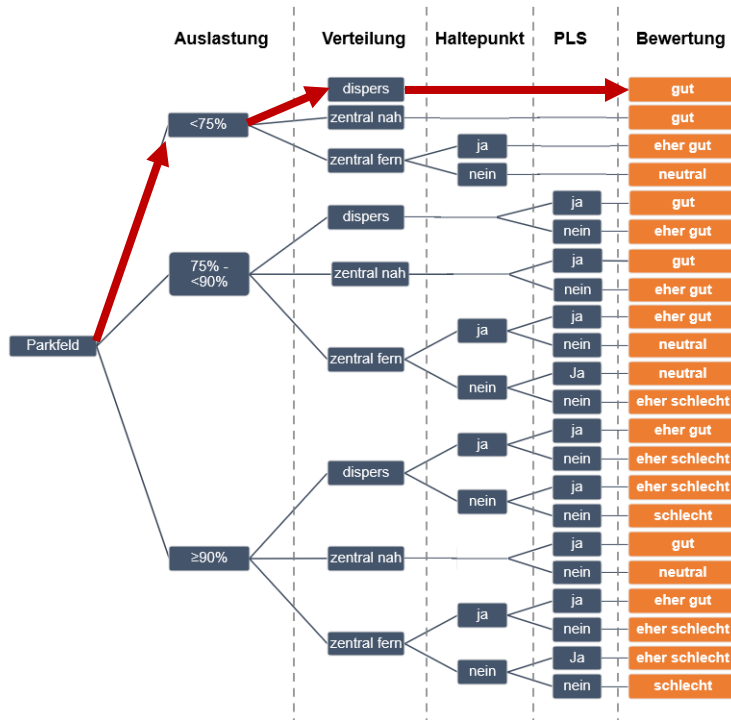 Auslastung Verteilung Haltepunkt PLS Bewertung
dispers gut
<75% zentral nah gut
ja eher gut
zentral fern
nein neutral
ja gut
dispers
nein eher gut
75% -
<90%
zentral nah
ja gut
nein eher gut
ja eher gut
ja
nein neutral
Parkfeld
zentral fern
Ja neutral
nein
nein eher schlecht
ja eher gut
ja
nein eher schlecht
dispers
ja eher schlecht
nein
nein schlecht
ja gut
≥90% zentral nah
nein neutral
ja eher gut
ja
nein eher schlecht
zentral fern
Ja eher schlecht
nein
nein schlecht